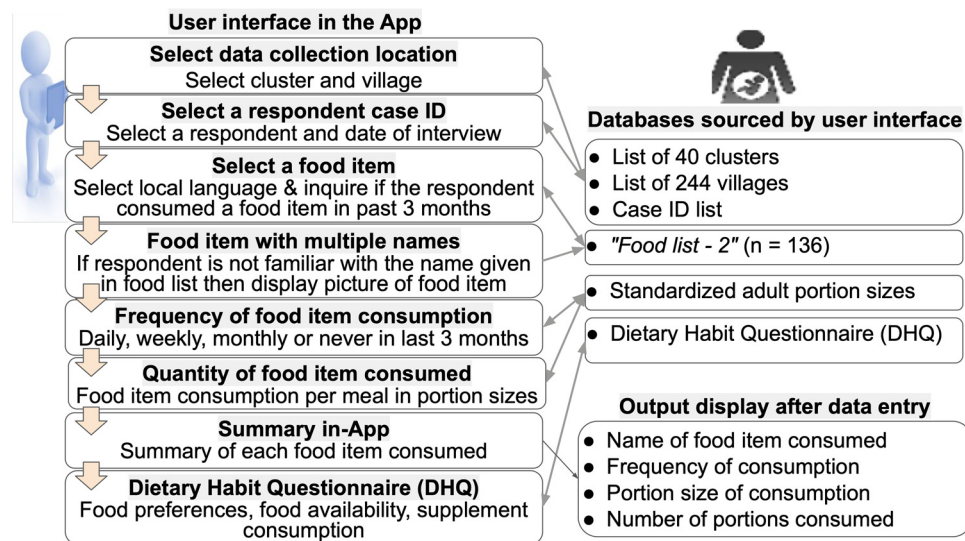 User interface in the App
Select data collection location
Select cluster and village
Select a respondent case ID
Select a respondent and date of interview
Select a food item
Select local language & inquire if the respondent
consumed a food item in past 3 months
Food item with multiple names
If respondent is not familiar with the name given
in food list then display picture of food item
Frequency of food item consumption
Daily, weekly, monthly or never in last 3 months
Quantity of food item consumed
Food item consumption per meal in portion sizes
Summary in-App
Summary of each food item consumed
Dietary Habit Questionnaire (DHQ)
Food preferences, food availability, supplement
consumption
Databases sourced by user interface
● List of 40 clusters
● List of 244 villages
● Case ID list
● "Food list - 2" (n = 136)
● Standardized adult portion sizes
● Dietary Habit Questionnaire (DHQ)
Output display after data entry
● Name of food item consumed
● Frequency of consumption
● Portion size of consumption
● Number of portions consumed